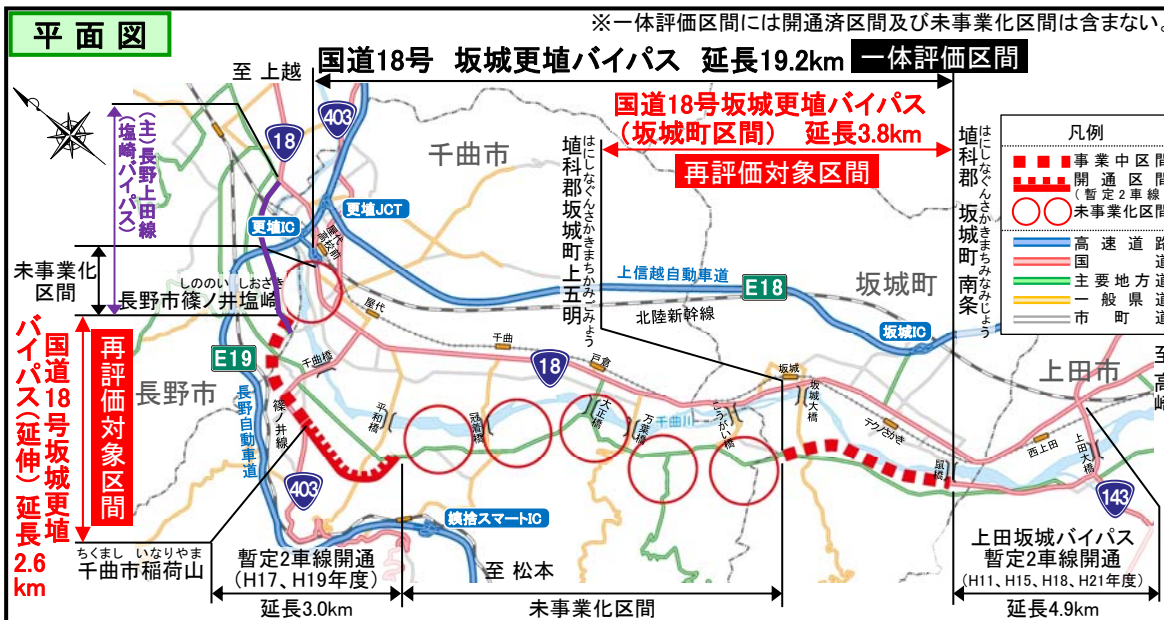 平面図
※一体評価区間には開通済区間及び未事業化区間は含まない。
国道18号 坂城更埴バイパス 延長19.2km 一体評価区間
至 上越
国道18号坂城更埴バイパス
(坂城町区間) 延長3.8km
再評価対象区間
(主)長野上田線
(塩崎バイパス)
18
403
千曲市
更埴IC
更埴JCT
屋代高校前
屋代
未事業化
区間
しののい しおざき
長野市篠ノ井塩崎
はにしなぐんさかきまちかみごみょう
埴科郡坂城町上五明
はにしなぐんさかきまちみなみじょう
埴科郡 坂城町 南条
凡例
事業中区間
開通区間
(暫定2車線
未事業化区間
高速道路
国道
主要地方道
一般県道
市町道
上信越自動車道
E18
北陸新幹線
坂城町
坂城IC
上田市
至 高崎
国道18号坂城更埴
バイパス(延伸) 延長
2.6
km
再評価対象区間
E19
長野市
長野自動車道
篠ノ井線
千曲橋
平和橋
冠着橋
千曲
戸倉
18
大正橋
万葉橋
千曲川
さかき
坂城
坂城大橋
テクノさかき
鼠橋
西上田
上田大橋
143
403
姨捨スマートIC
至 松本
ちくまし いなりやま
千曲市稲荷山
暫定2車線開通
(H17、H19年度)
延長3.0km
未事業化区間
上田坂城バイパス
暫定2車線開通
(H11、H15、H18、H21年度)
延長4.9km